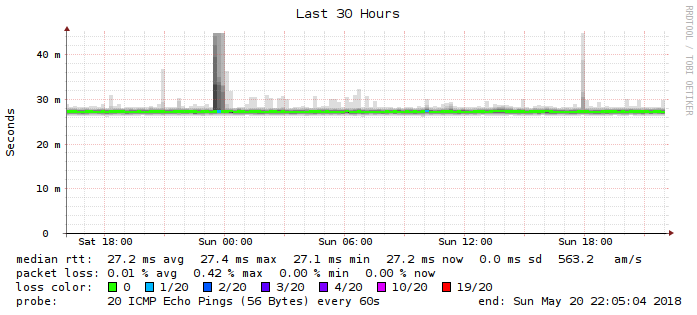 Last 30 Hours
RRDTOOL / TOBI OETIKER
Seconds
40 m
30 m
20 m
10 m
0
Sat 18:00 Sun 00:00 Sun 06:00 Sun 12:00 Sun 18:00
median rtt: 27.2 ms avg 27.4 ms max 27.1 ms min 27.2 ms now 0.0 ms sd 563.2 am/s
packet loss: 0.01 % avg 0.42 % max 0.00 % min 0.00 % now
loss color: 0 1/20 2/20 3/20 4/20 10/20 19/20
probe: 20 ICMP Echo Pings (56 Bytes) every 60s end: Sun May 20 22:05:04 2018